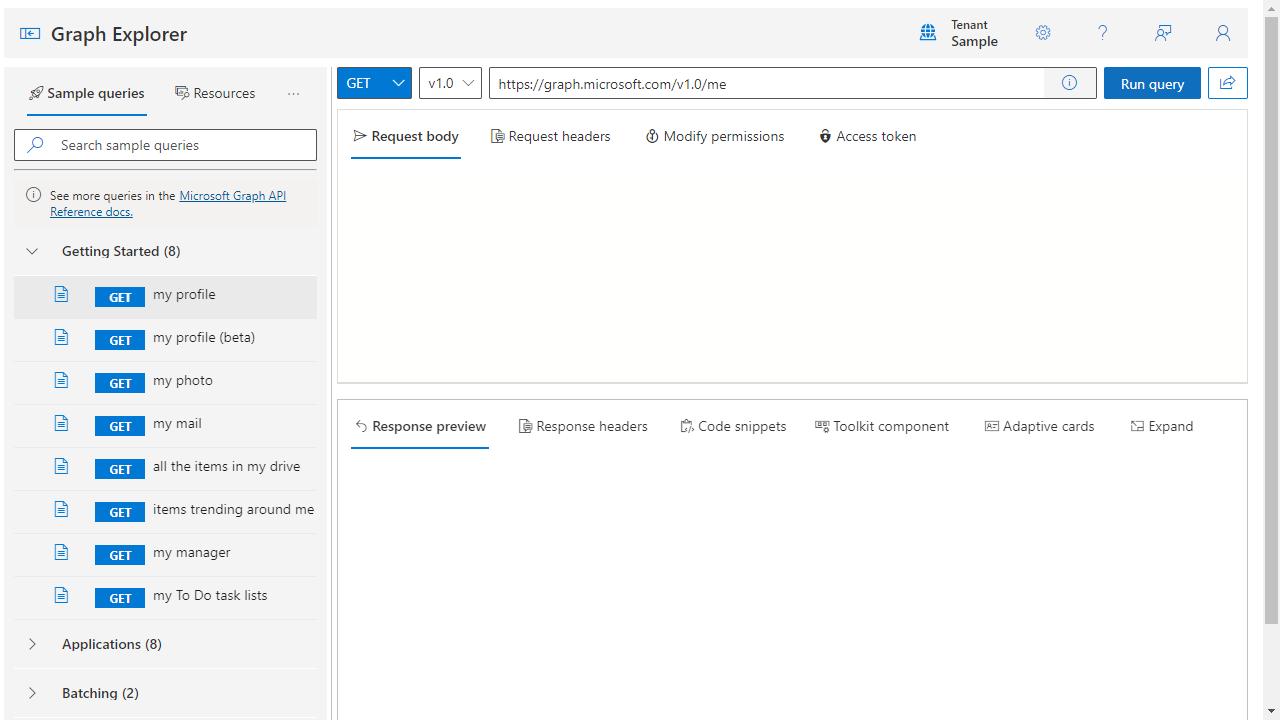 Graph Explorer
Tenant
Sample
Sample queries
Resources
Search sample queries
See more queries in the Microsoft Graph API
Reference docs.
Getting Started (8)
GET my profile
GET my profile (beta)
GET my photo
GET my mail
GET all the items in my drive
GET items trending around me
GET my manager
GET my To Do task lists
Applications (8)
Batching (2)
GET
v1.0
https://graph.microsoft.com/v1.0/me
Run query
Request body
Request headers
Modify permissions
Access token
Response preview
Response headers
Code snippets
Toolkit component
Adaptive cards
Expand